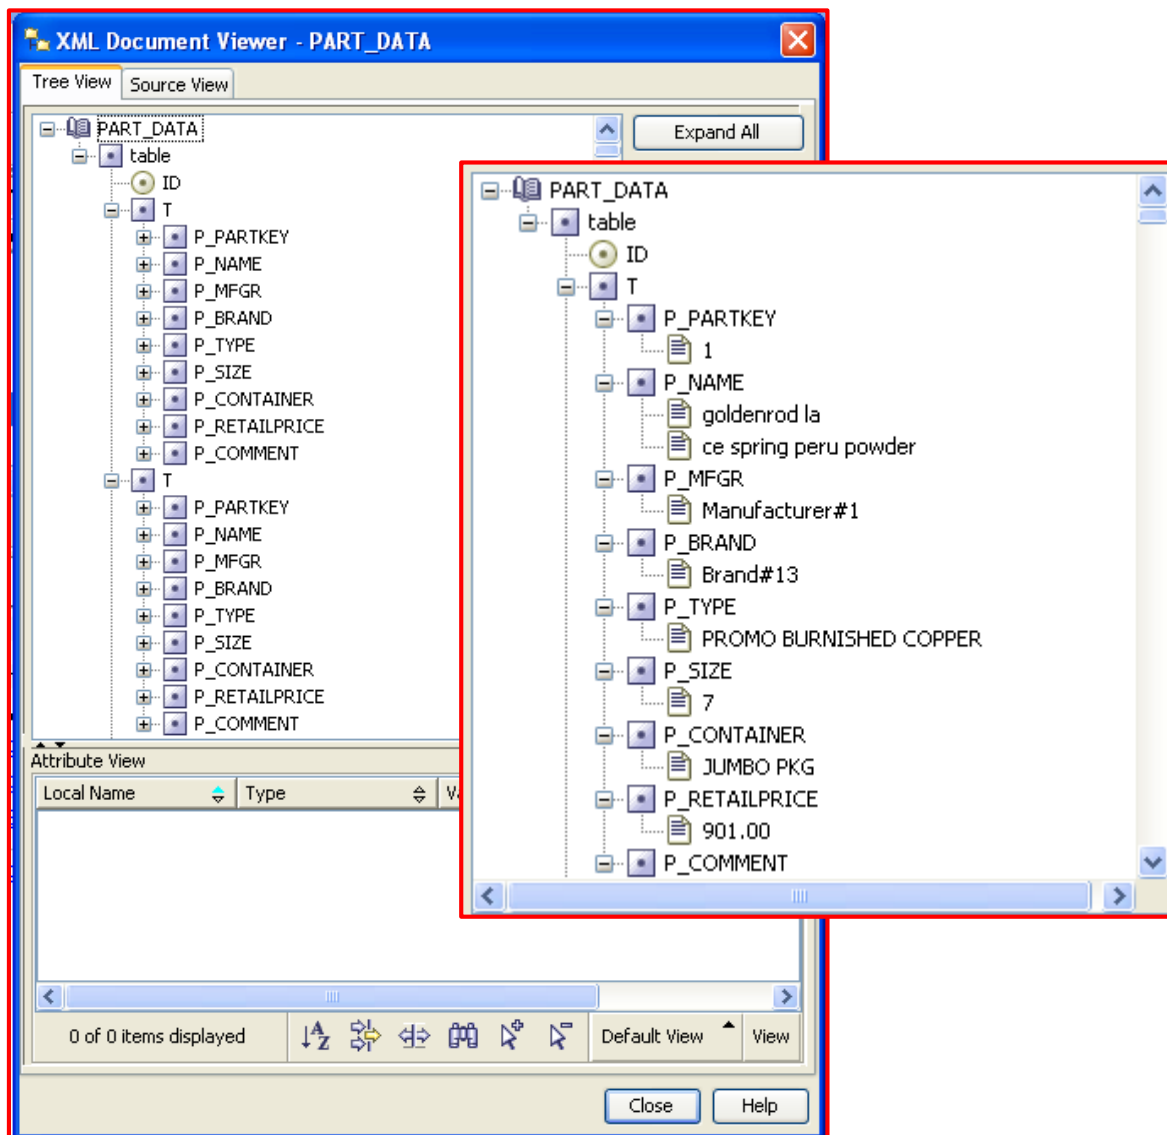 XML Document Viewer - PART_DATA
Tree View
Source View
PART_DATA
Expand All
table
ID
T
P_PARTKEY
P_NAME
P_MFGR
P_BRAND
P_TYPE
P_SIZE
P_CONTAINER
P_RETAILPRICE
P_COMMENT
T
P_PARTKEY
P_NAME
P_MFGR
P_BRAND
P_TYPE
P_SIZE
P_CONTAINER
P_RETAILPRICE
P_COMMENT
PART_DATA
table
ID
T
P_PARTKEY
1
P_NAME
goldenrod la
ce spring peru powder
P_MFGR
Manufacturer#1
P_BRAND
Brand#13
P_TYPE
PROMO BURNISHED COPPER
P_SIZE
7
P_CONTAINER
JUMBO PKG
P_RETAILPRICE
901.00
P_COMMENT
Attribute View
Local Name
Type
0 of 0 items displayed
Default View
View
Close
Help